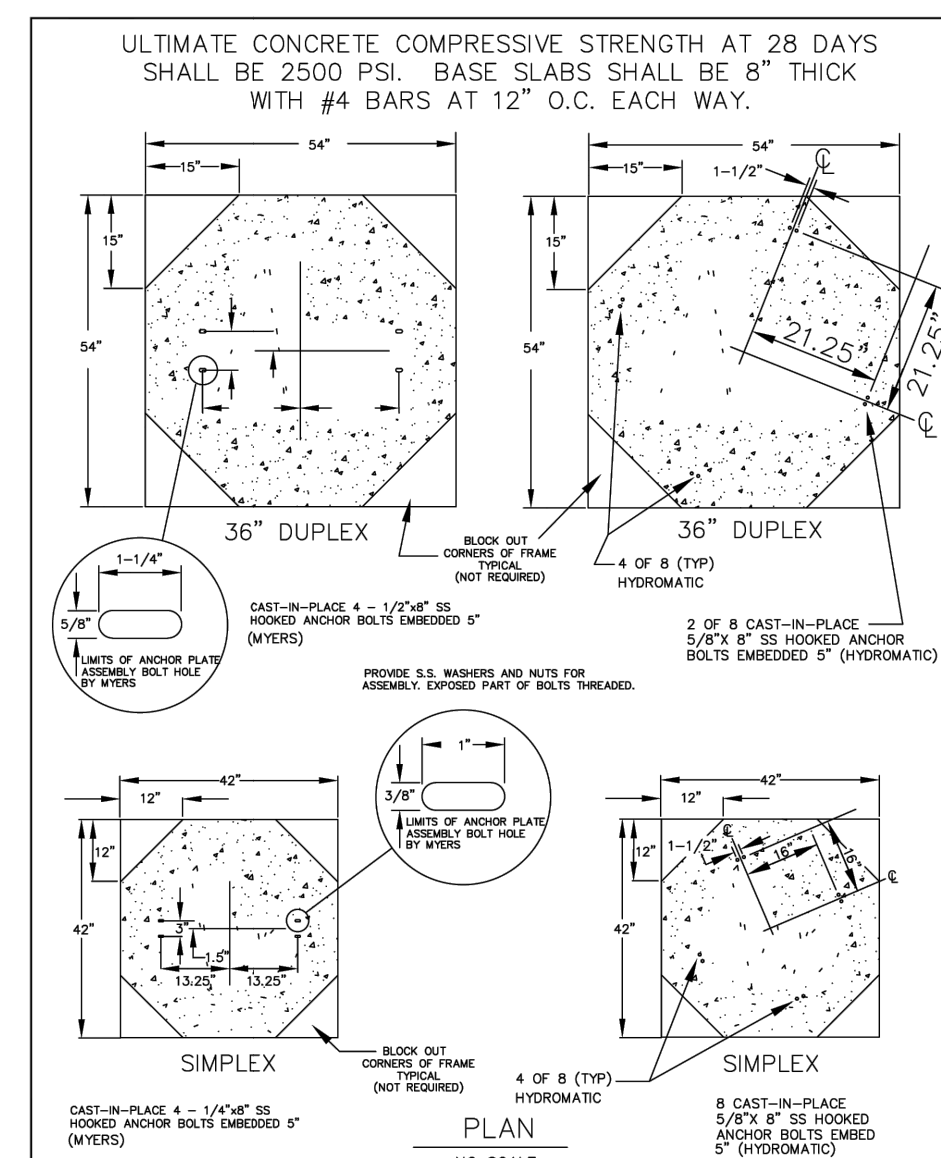 ULTIMATE CONCRETE COMPRESSIVE STRENGTH AT 28 DAYS
SHALL BE 2500 PSI. BASE SLABS SHALL BE 8" THICK
WITH #4 BARS AT 12" O.C. EACH WAY.
54"
15"
15"
54"
36" DUPLEX
54"
15"
1-1/2"
℄
15"
54"
21.25"
21.25"
℄
36" DUPLEX
BLOCK OUT
CORNERS OF FRAME
TYPICAL
(NOT REQUIRED)
4 OF 8 (TYP)
HYDROMATIC
2 OF 8 CAST-IN-PLACE
5/8"X 8" SS HOOKED ANCHOR
BOLTS EMBEDDED 5" (HYDROMATIC)
1-1/4"
5/8"
LIMITS OF ANCHOR PLATE
ASSEMBLY BOLT HOLE
BY MYERS
CAST-IN-PLACE 4 - 1/2"x8" SS
HOOKED ANCHOR BOLTS EMBEDDED 5"
(MYERS)
PROVIDE S.S. WASHERS AND NUTS FOR
ASSEMBLY. EXPOSED PART OF BOLTS THREADED.
1"
3/8"
LIMITS OF ANCHOR PLATE
ASSEMBLY BOLT HOLE
BY MYERS
42"
12"
12"
42"
3"
1.5"
13.25"
13.25"
SIMPLEX
BLOCK OUT
CORNERS OF FRAME
TYPICAL
(NOT REQUIRED)
CAST-IN-PLACE 4 - 1/4"x8" SS
HOOKED ANCHOR BOLTS EMBEDDED 5"
(MYERS)
42"
12"
℄
12"
1-1/2"
16"
16"
℄
42"
SIMPLEX
4 OF 8 (TYP)
HYDROMATIC
8 CAST-IN-PLACE
5/8"X 8" SS HOOKED
ANCHOR BOLTS EMBED
5" (HYDROMATIC)
PLAN